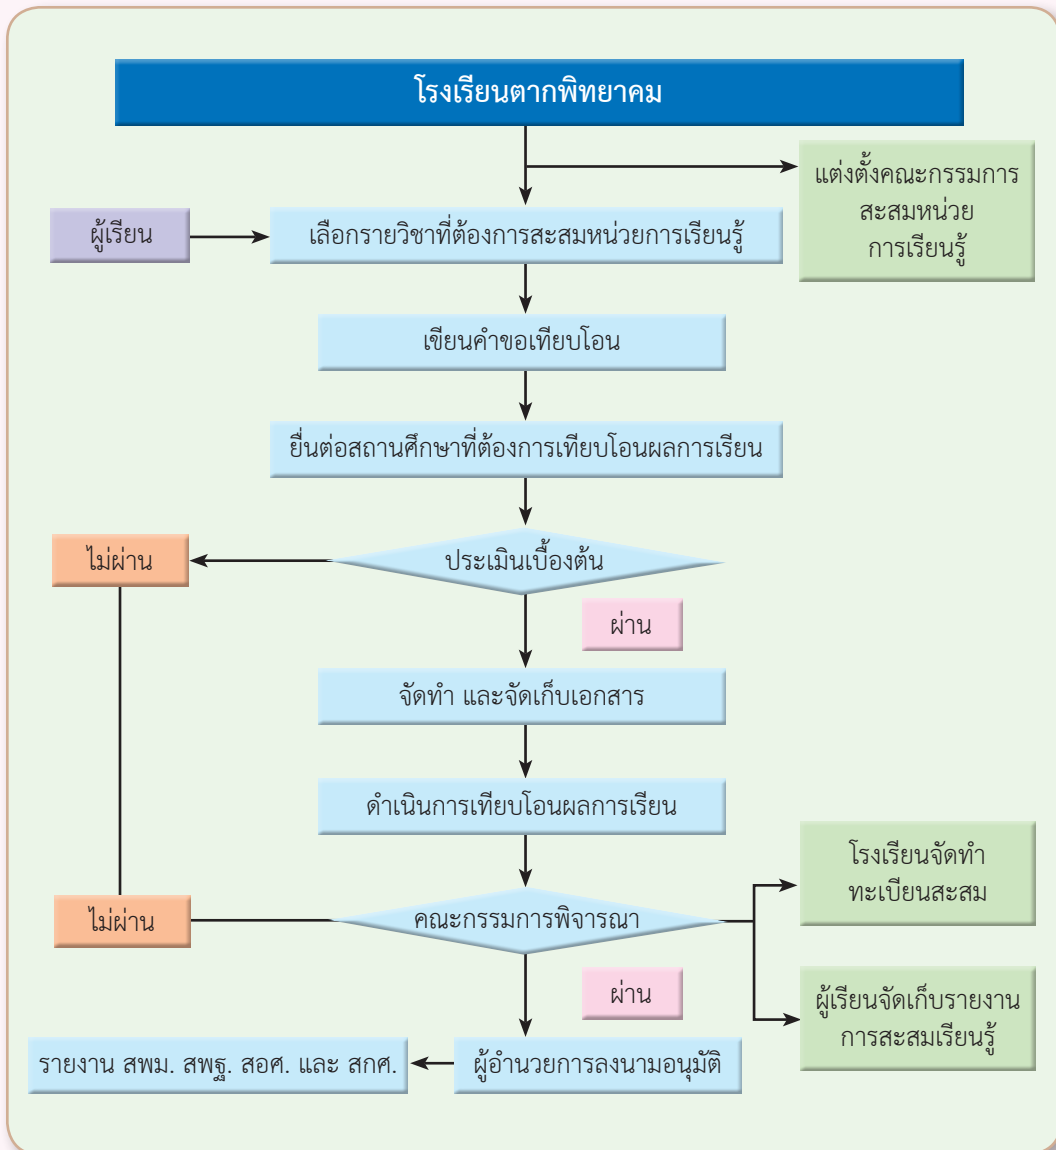 โรงเรียนตากพิทยาคม
แต่งตั้งคณะกรรมการ
สะสมหน่วย
การเรียนรู้
ผู้เรียน
เลือกรายวิชาที่ต้องการสะสมหน่วยการเรียนรู้
เขียนคำขอเทียบโอน
ยื่นต่อสถานศึกษาที่ต้องการเทียบโอนผลการเรียน
ไม่ผ่าน
ประเมินเบื้องต้น
ผ่าน
จัดทำ และจัดเก็บเอกสาร
ดำเนินการเทียบโอนผลการเรียน
โรงเรียนจัดทำ
ทะเบียนสะสม
ไม่ผ่าน
คณะกรรมการพิจารณา
ผ่าน
ผู้เรียนจัดเก็บรายงาน
การสะสมเรียนรู้
รายงาน สพม. สพฐ. สอศ. และ สกศ.
ผู้อำนวยการลงนามอนุมัติ